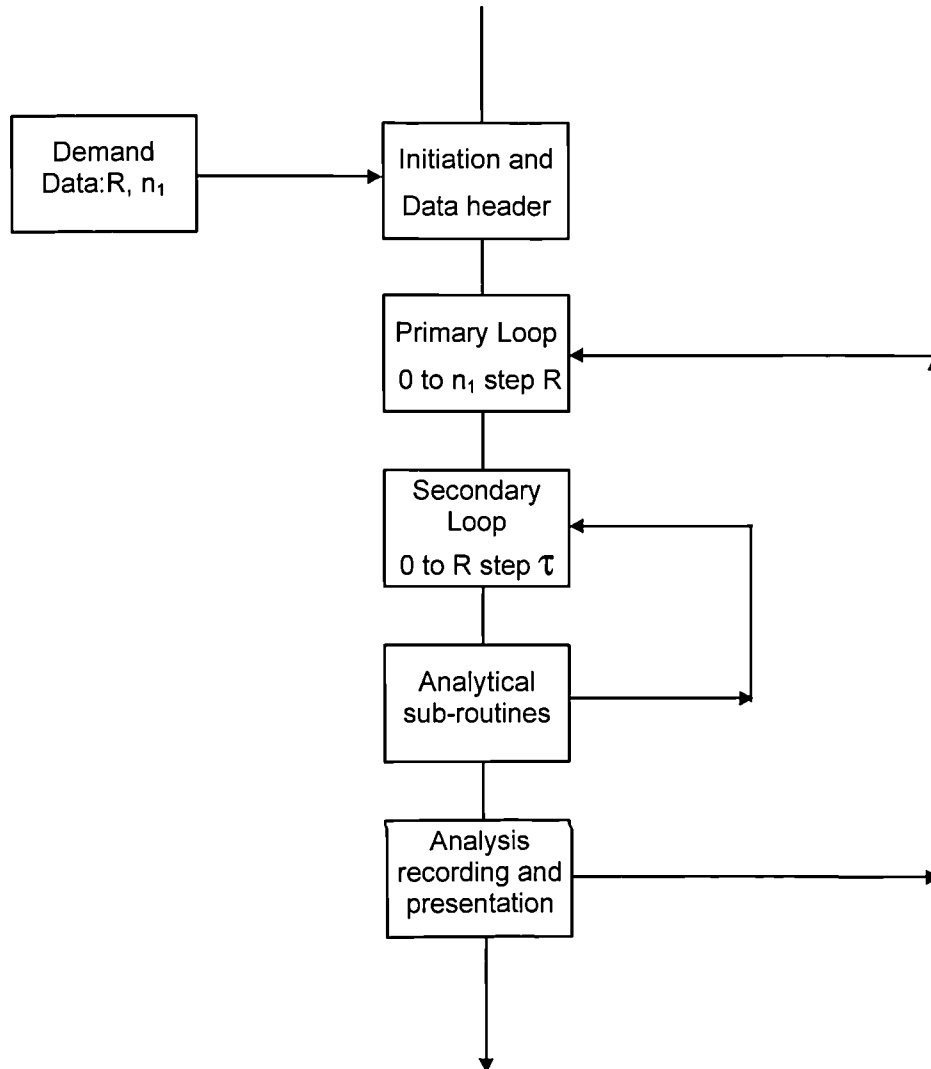 Demand
Data:R, n₁
Initiation and
Data header
Primary Loop
0 to n₁ step R
Secondary
Loop
0 to R step τ
Analytical
sub-routines
Analysis
recording and
presentation